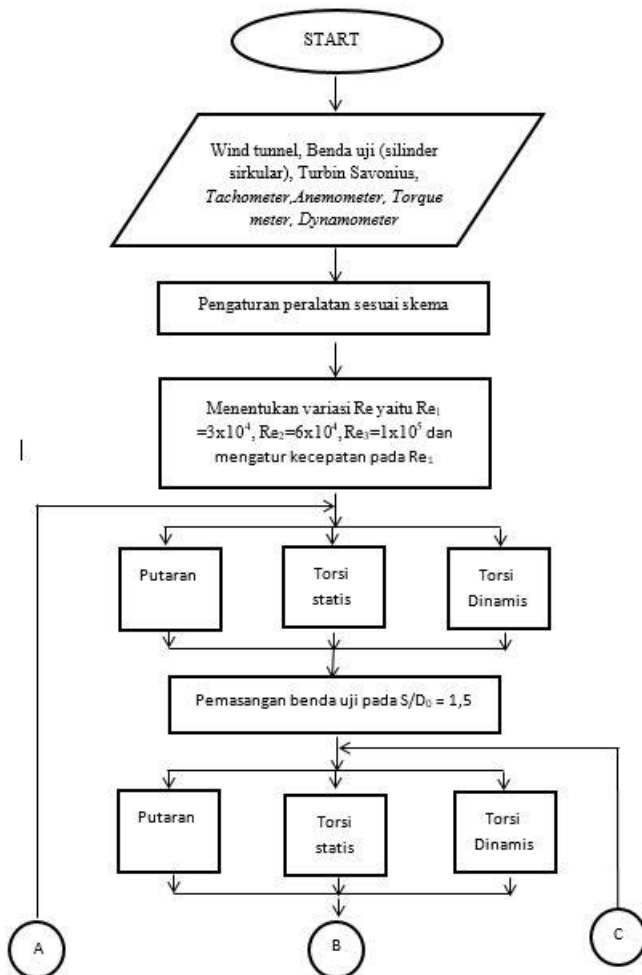 START
Wind tunnel, Benda uji (silinder
sirkular), Turbin Savonius,
Tachometer,Anemometer, Torque
meter, Dynamometer
Pengaturan peralatan sesuai skema
Menentukan variasi Re yaitu Re₁
=3x10⁴, Re₂=6x10⁴, Re₃=1x10⁵ dan
mengatur kecepatan pada Re₁
Putaran
Torsi
statis
Torsi
Dinamis
Pemasangan benda uji pada S/D₀ = 1,5
Putaran
Torsi
statis
Torsi
Dinamis
A
B
C